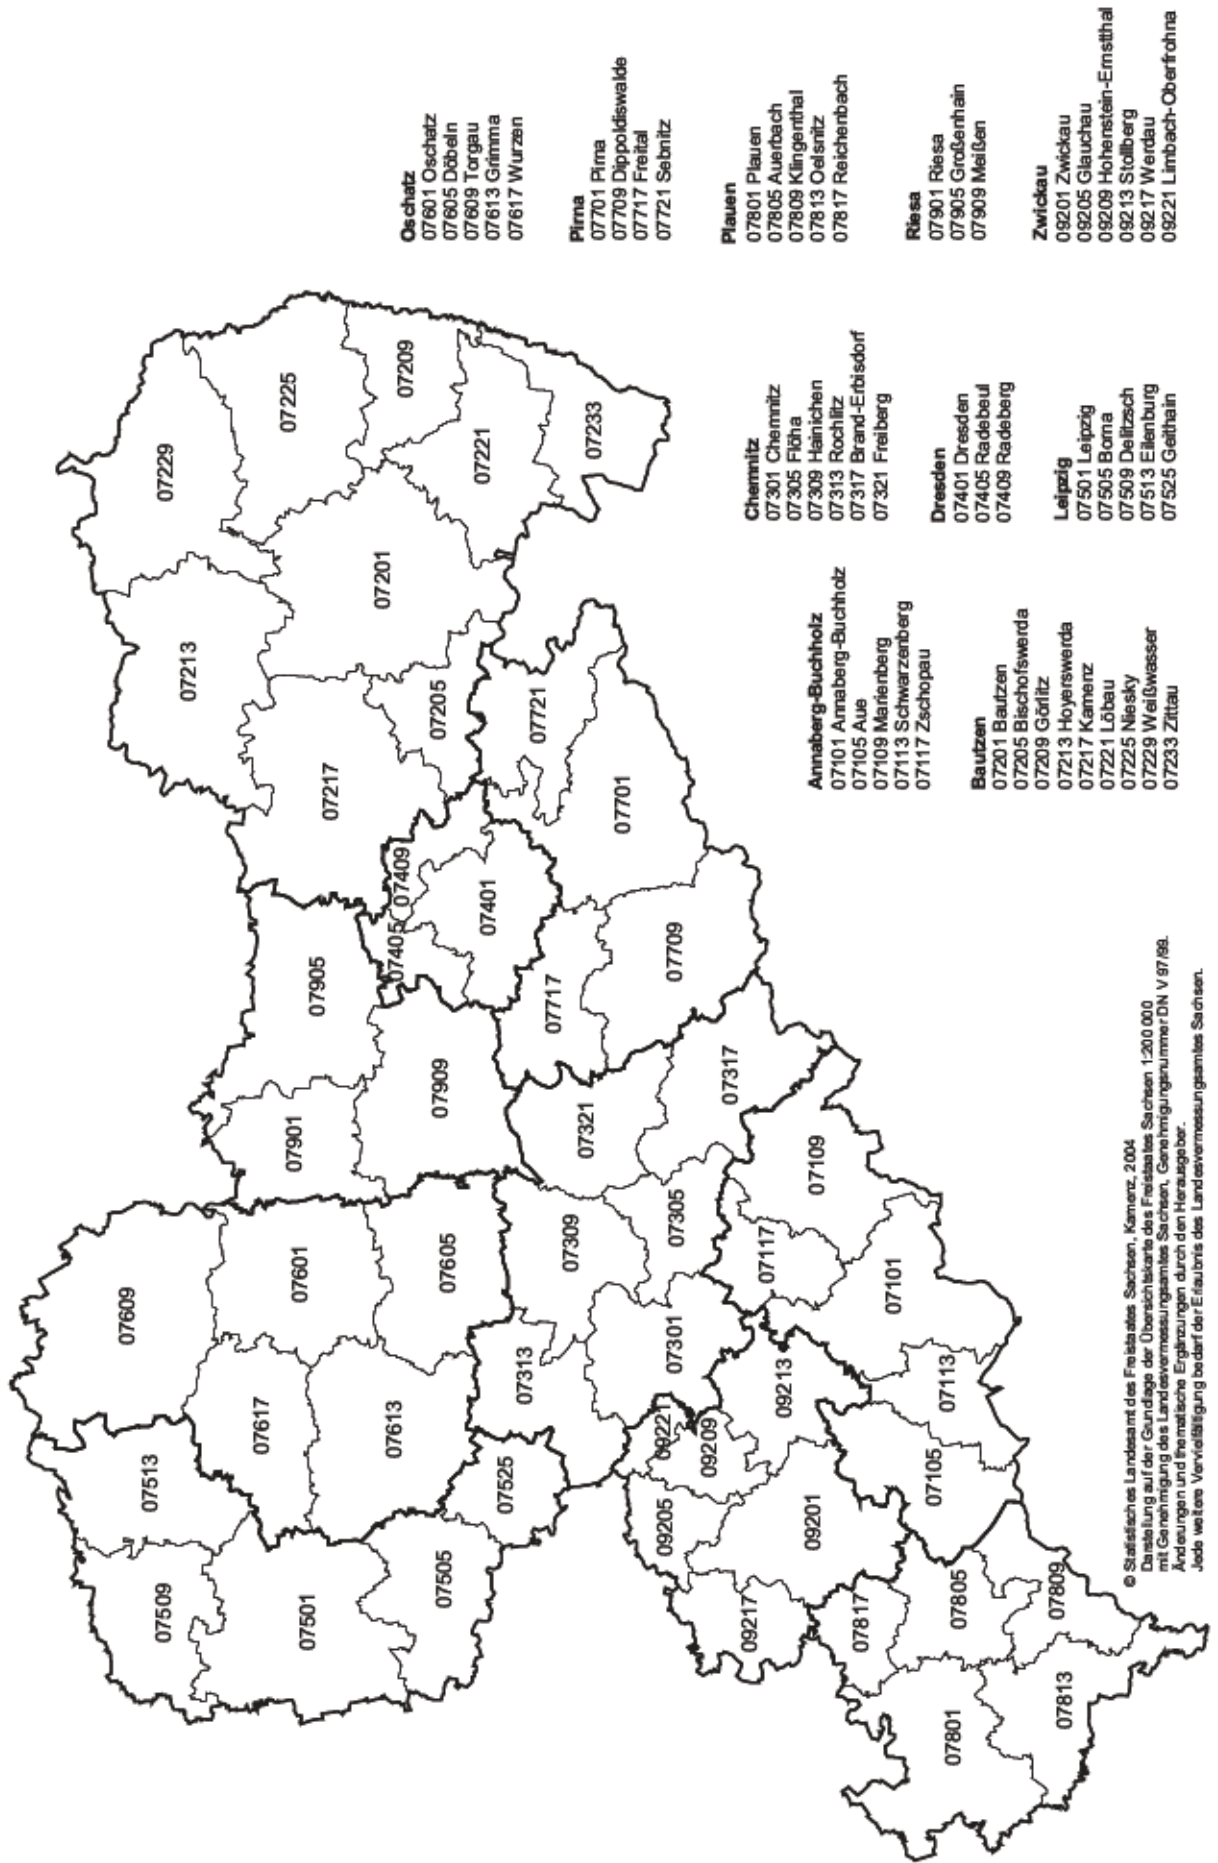 07229
07213
07225
07209
07221
07233
07201
07205
07217
07721
07701
07409
07405
07401
07905
07717
07709
07901
07909
07321
07317
07609
07601
07605
07309
07305
07109
07117
07101
07617
07613
07313
07301
09213
07113
07105
07513
07525
09221
09209
09205
09201
07509
07501
07505
09217
07817
07805
07809
07801
07813
Annaberg-Buchholz
07101 Annaberg-Buchholz
07105 Aue
07109 Marienberg
07113 Schwarzenberg
07117 Zschopau
Bautzen
07201 Bautzen
07205 Bischofswerda
07209 Görlitz
07213 Hoyerswerda
07217 Kamenz
07221 Löbau
07225 Niesky
07229 Weißwasser
07233 Zittau
Chemnitz
07301 Chemnitz
07305 Flöha
07309 Hainichen
07313 Rochlitz
07317 Brand-Erbisdorf
07321 Freiberg
Dresden
07401 Dresden
07405 Radebeul
07409 Radeberg
Leipzig
07501 Leipzig
07505 Borna
07509 Delitzsch
07513 Eilenburg
07525 Geithain
Oschatz
07601 Oschatz
07605 Döbeln
07609 Torgau
07613 Grimma
07617 Wurzen
Pirna
07701 Pirna
07709 Dippoldiswalde
07717 Freital
07721 Sebnitz
Plauen
07801 Plauen
07805 Auerbach
07809 Klingenthal
07813 Oelsnitz
07817 Reichenbach
Riesa
07901 Riesa
07905 Großenhain
07909 Meißen
Zwickau
09201 Zwickau
09205 Glauchau
09209 Hohenstein-Ernstthal
09213 Stollberg
09217 Werdau
09221 Limbach-Oberfrohna
© Statistisches Landesamt des Freistaates Sachsen, Kamenz, 2004
Darstellung auf der Grundlage der Übersichtskarte des Freistaates Sachsen 1:200 000
mit Genehmigung des Landesvermessungsamtes Sachsen, Genehmigungsnummer DN V 97/99.
Änderungen und thematische Ergänzungen durch den Herausgeber.
Jede weitere Vervielfältigung bedarf der Erlaubnis des Landesvermessungsamtes Sachsen.